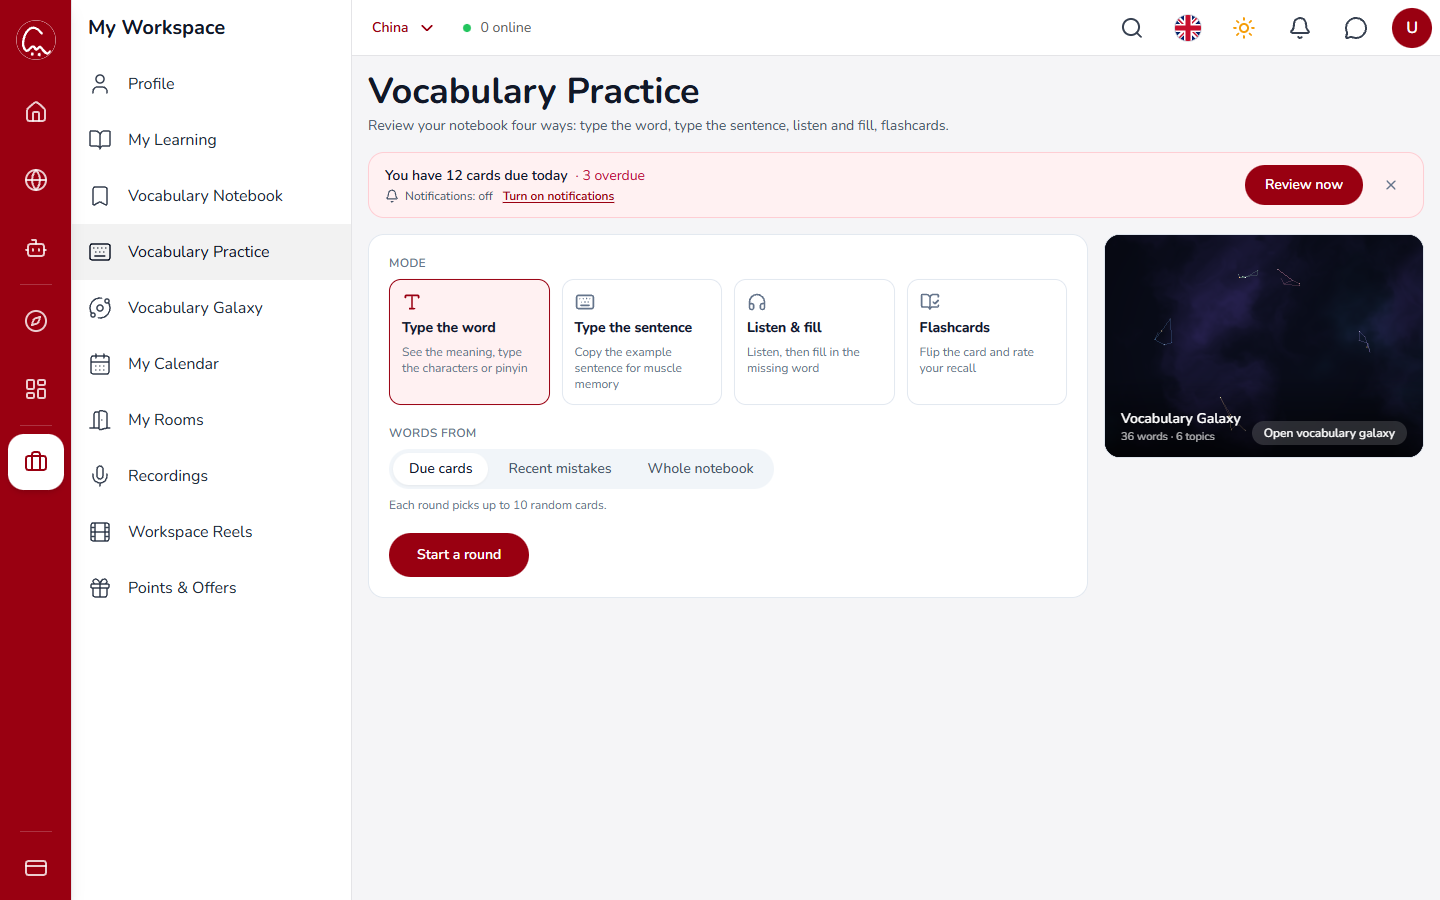 My Workspace
Profile
My Learning
Vocabulary Notebook
Vocabulary Practice
Vocabulary Galaxy
My Calendar
My Rooms
Recordings
Workspace Reels
Points & Offers
China
0 online
U
Vocabulary Practice
Review your notebook four ways: type the word, type the sentence, listen and fill, flashcards.
You have 12 cards due today · 3 overdue
Notifications: off Turn on notifications
Review now
MODE
Type the word
See the meaning, type
the characters or pinyin
Type the sentence
Copy the example
sentence for muscle
memory
Listen & fill
Listen, then fill in the
missing word
Flashcards
Flip the card and rate
your recall
WORDS FROM
Due cards
Recent mistakes
Whole notebook
Each round picks up to 10 random cards.
Start a round
Vocabulary Galaxy
36 words · 6 topics
Open vocabulary galaxy